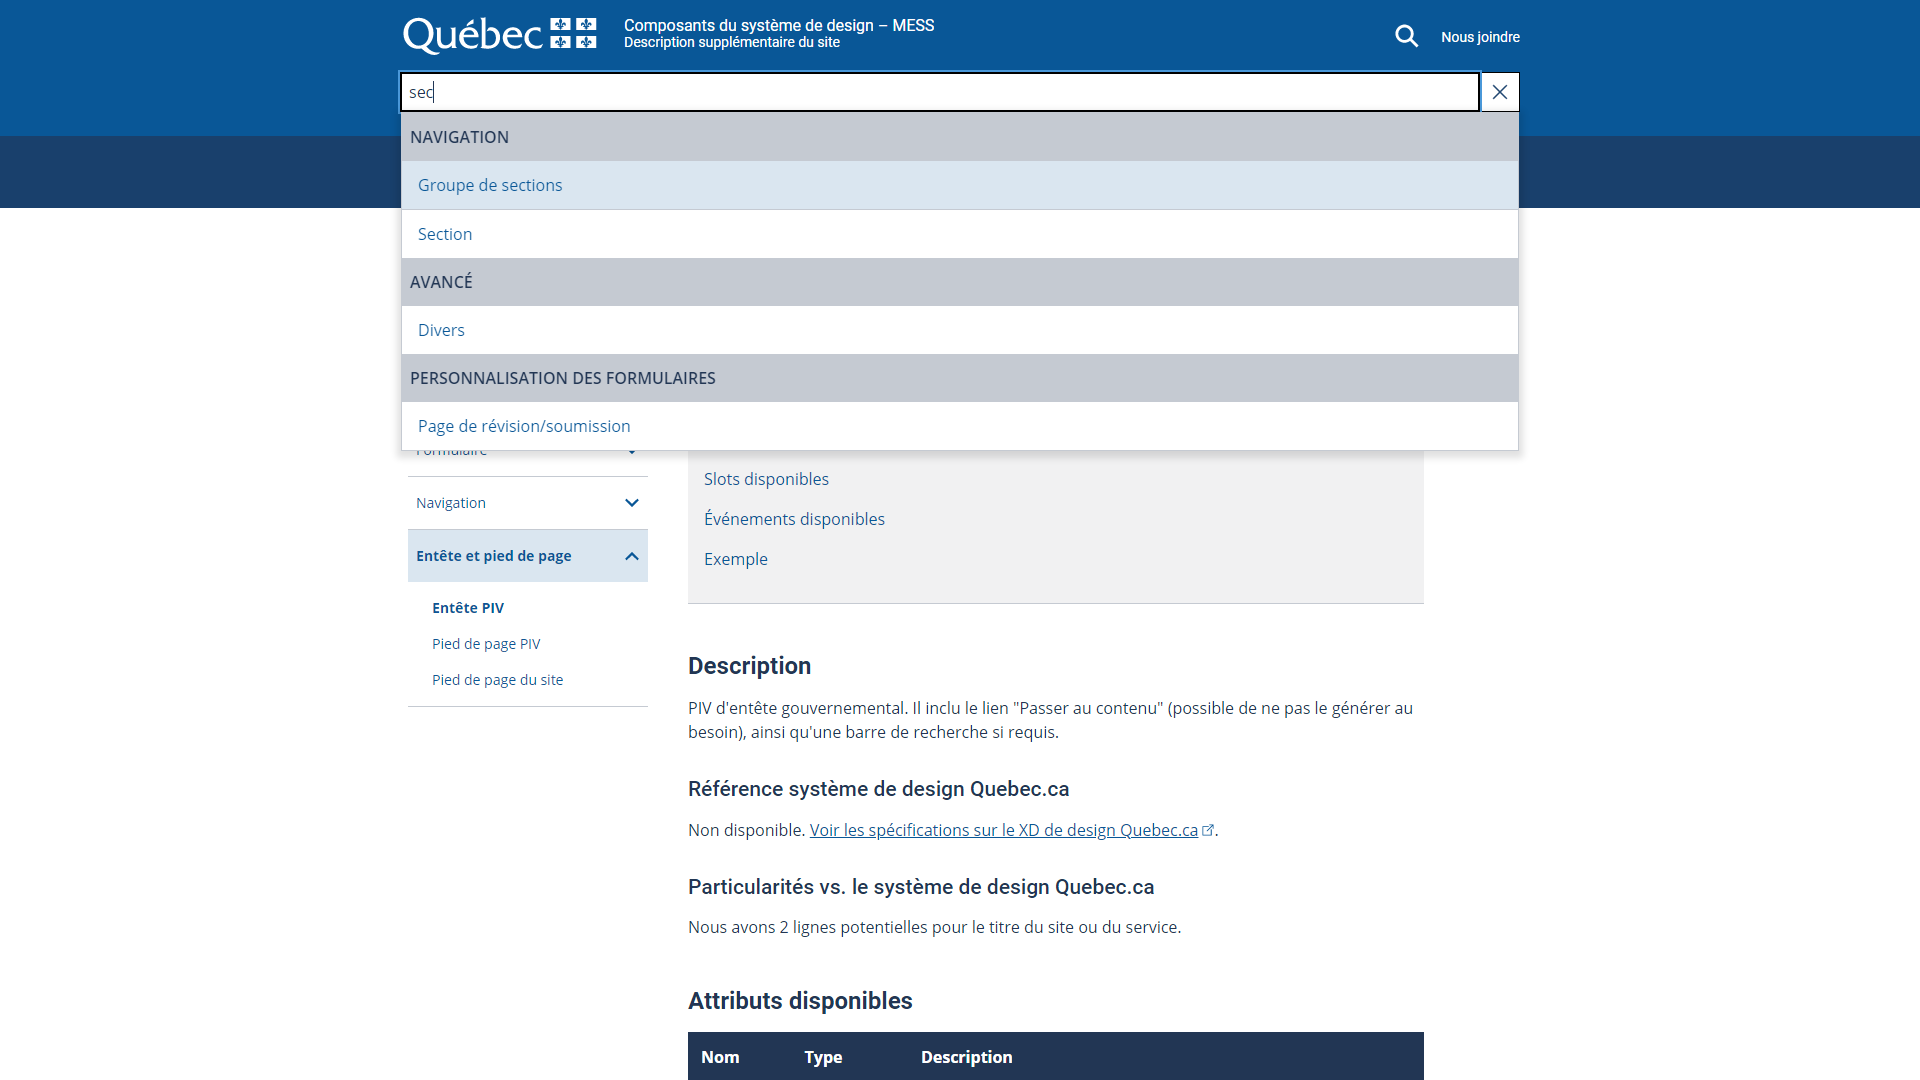 Québec
Composants du système de design – MESS
Description supplémentaire du site
Nous joindre
sec
NAVIGATION
Groupe de sections
Section
AVANCÉ
Divers
PERSONNALISATION DES FORMULAIRES
Page de révision/soumission
Formulaire
Navigation
Entête et pied de page
Entête PIV
Pied de page PIV
Pied de page du site
Slots disponibles
Événements disponibles
Exemple
Description
PIV d'entête gouvernemental. Il inclu le lien "Passer au contenu" (possible de ne pas le générer au
besoin), ainsi qu'une barre de recherche si requis.
Référence système de design Quebec.ca
Non disponible. Voir les spécifications sur le XD de design Quebec.ca.
Particularités vs. le système de design Quebec.ca
Nous avons 2 lignes potentielles pour le titre du site ou du service.
Attributs disponibles
Nom Type Description